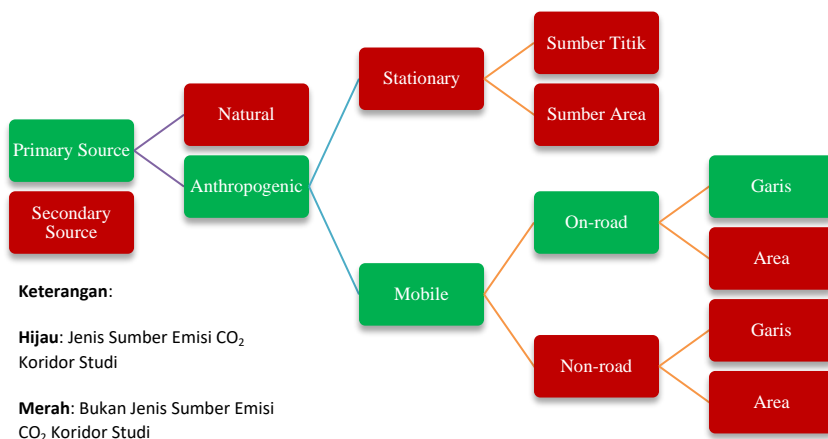 Primary Source
Secondary
Source
Natural
Anthropogenic
Stationary
Mobile
Sumber Titik
Sumber Area
On-road
Non-road
Garis
Area
Garis
Area
Keterangan:
Hijau: Jenis Sumber Emisi CO₂
Koridor Studi
Merah: Bukan Jenis Sumber Emisi
CO₂ Koridor Studi